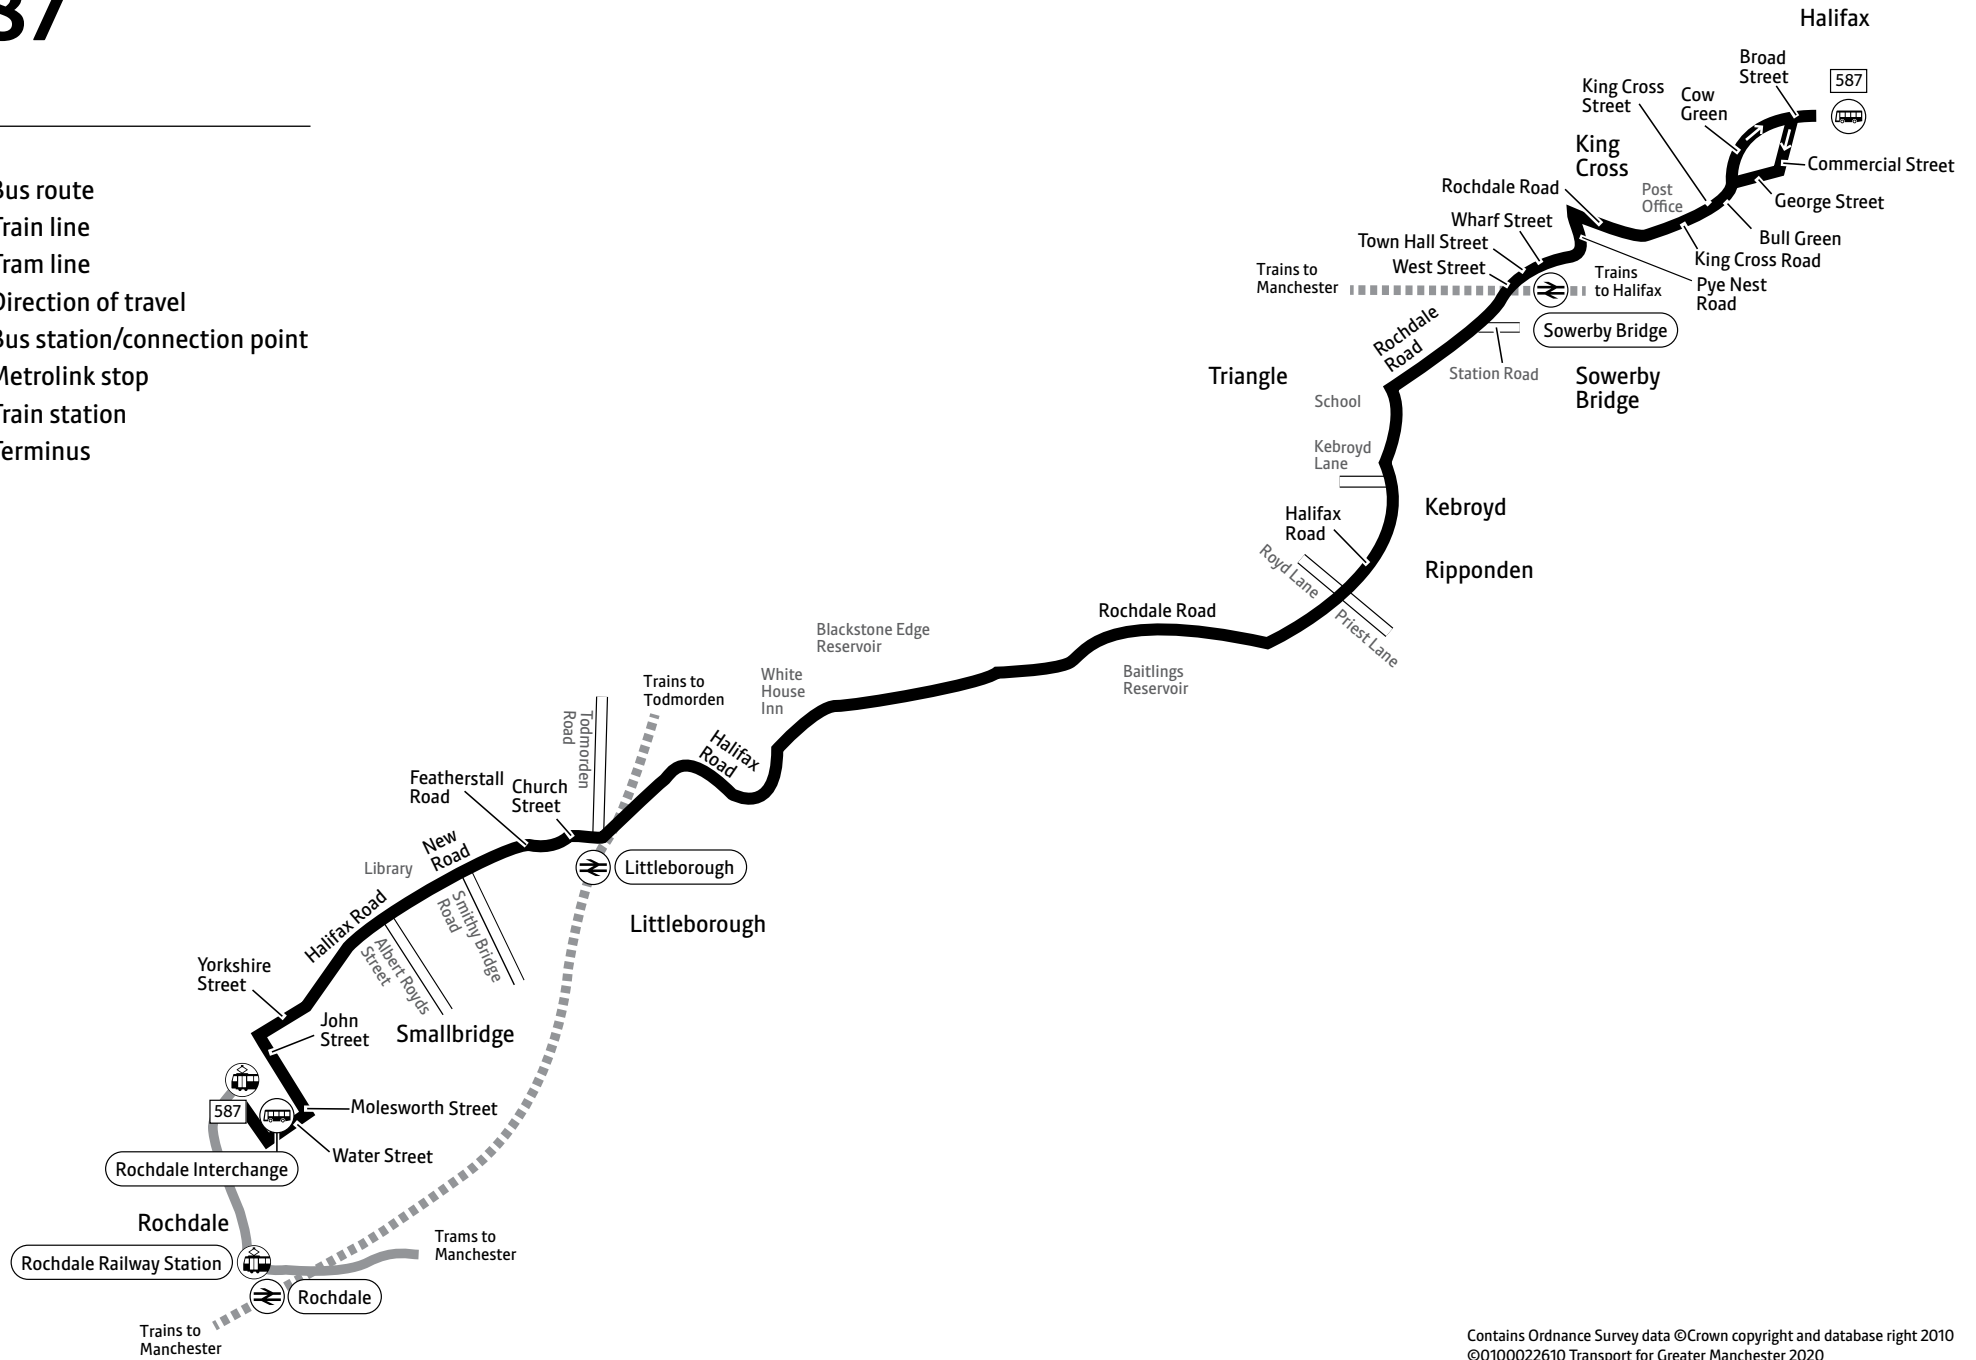 87
Bus route
Train line
Tram line
Direction of travel
Bus station/connection point
Metrolink stop
Train station
Terminus
Halifax
Broad
Street
587
King Cross
Street
Cow
Green
King
Cross
Commercial Street
Rochdale Road
Post
Office
George Street
Wharf Street
Bull Green
Town Hall Street
King Cross Road
West Street
Trains to
Manchester
Trains
to Halifax
Pye Nest
Road
Rochdale
Road
Sowerby Bridge
Triangle
Station Road
Sowerby
Bridge
School
Kebroyd
Lane
Kebroyd
Halifax
Road
Royd Lane
Ripponden
Priest Lane
Rochdale Road
Blackstone Edge
Reservoir
Baitlings
Reservoir
White
House
Inn
Trains to
Todmorden
Todmorden
Road
Halifax
Road
Featherstall
Road
Church
Street
New
Road
Library
Littleborough
Littleborough
Halifax Road
Smithy Bridge
Road
Albert Royds
Street
Yorkshire
Street
John
Street
Smallbridge
587
Molesworth Street
Water Street
Rochdale Interchange
Rochdale
Trams to
Manchester
Rochdale Railway Station
Rochdale
Trains to
Manchester
Contains Ordnance Survey data ©Crown copyright and database right 2010
©0100022610 Transport for Greater Manchester 2020